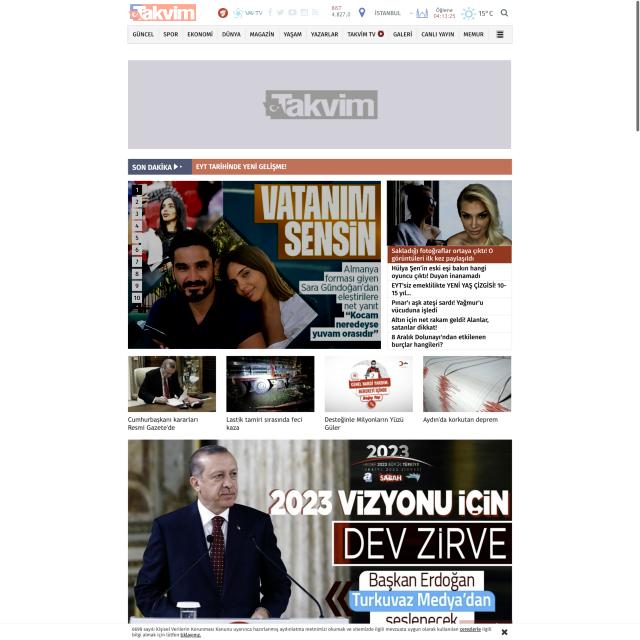 Takvim
VAV TV
BIST
4.827,0
İSTANBUL
Öğlene
04:13:25
15°C
GÜNCEL SPOR EKONOMİ DÜNYA MAGAZİN YAŞAM YAZARLAR TAKVİM TV GALERİ CANLI YAYIN MEMUR
Takvim
SON DAKİKA
EYT TARİHİNDE YENİ GELİŞME!
1
2
3
4
5
6
7
8
9
10
VATANIM
SENSİN
Almanya
forması giyen
Sara Gündoğan'dan
eleştirilere
net yanıt
"Kocam
neredeyse
yuvam orasıdır"
Sakladığı fotoğraflar ortaya çıktı! O
görüntüleri ilk kez paylaşıldı
Hülya Şen'in eski eşi bakın hangi
oyuncu çıktı! Duyan inanamadı
EYT'siz emeklilikte YENİ YAŞ ÇİZGİSİ! 10-
15 yıl...
Pınar'ı aşk ateşi sardı! Yağmur'u
vücuduna işledi
Altın için net rakam geldi! Alanlar,
satanlar dikkat!
8 Aralık Dolunayı'ndan etkilenen
burçlar hangileri?
Cumhurbaşkanı kararları
Resmi Gazete'de
Lastik tamiri sırasında feci
kaza
Desteğinle Milyonların Yüzü
Güler
Aydın'da korkutan deprem
2023
SABAH
2023 VİZYONU İÇİN
DEV ZİRVE
Başkan Erdoğan
Turkuvaz Medya'dan
seslenecek
6698 sayılı Kişisel Verilerin Korunması Kanunu uyarınca hazırlanmış aydınlatma metnimizi okumak ve sitemizde ilgili mevzuata uygun olarak kullanılan çerezlerle ilgili
bilgi almak için lütfen tıklayınız.